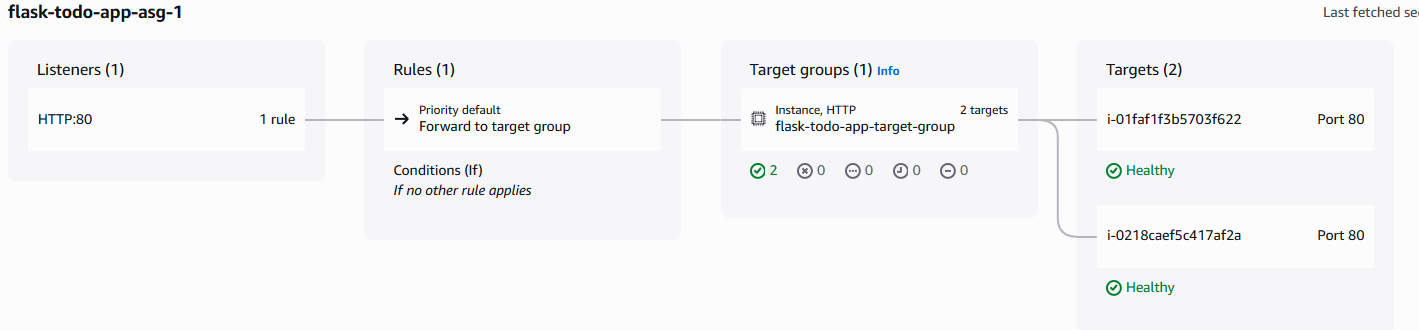 flask-todo-app-asg-1
Last fetched se
Listeners (1)
HTTP:80 1 rule
Rules (1)
Priority default
Forward to target group
Conditions (If)
If no other rule applies
Target groups (1) Info
Instance, HTTP 2 targets
flask-todo-app-target-group
2 0 0 0 0
Targets (2)
i-01faf1f3b5703f622 Port 80
Healthy
i-0218caef5c417af2a Port 80
Healthy